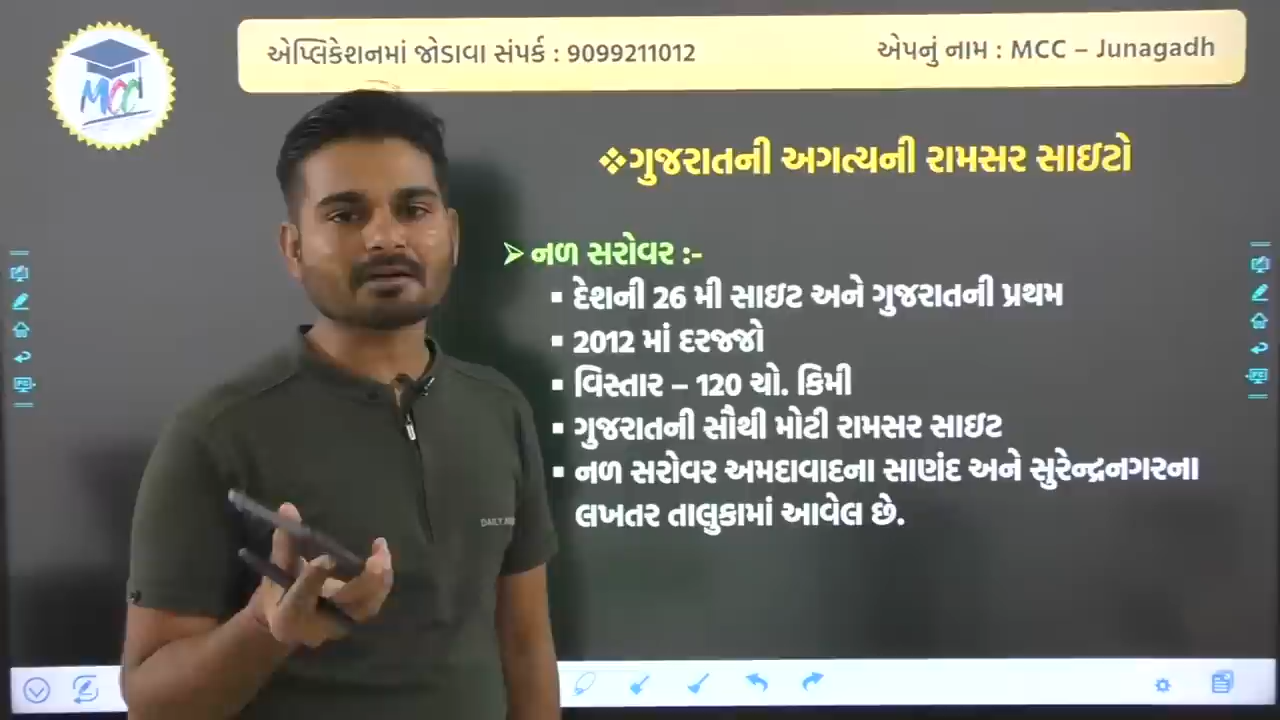 એપ્લિકેશનમાં જોડાવા સંપર્ક : 9099211012
એપનું નામ : MCC – Junagadh
MCC
❖ગુજરાતની અગત્યની રામસર સાઇટો
➢ નળ સરોવર :-
▪ દેશની 26 મી સાઇટ અને ગુજરાતની પ્રથમ
▪ 2012 માં દરજ્જો
▪ વિસ્તાર – 120 ચો. કિમી
▪ ગુજરાતની સૌથી મોટી રામસર સાઇટ
▪ નળ સરોવર અમદાવાદના સાણંદ અને સુરેન્દ્રનગરના
લખતર તાલુકામાં આવેલ છે.
DAILY